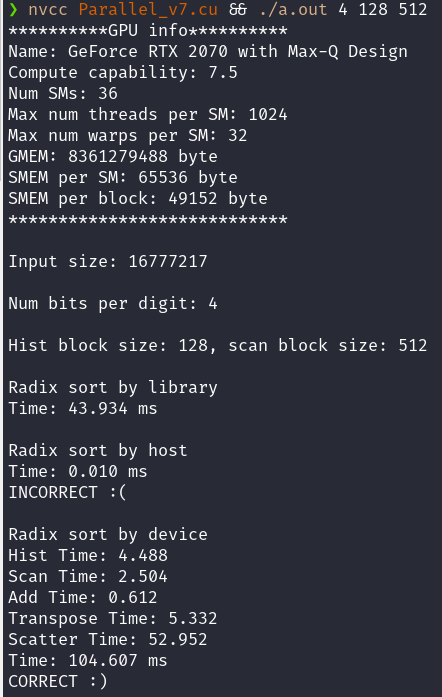 ❯ nvcc Parallel_v7.cu && ./a.out 4 128 512
**********GPU info**********
Name: GeForce RTX 2070 with Max-Q Design
Compute capability: 7.5
Num SMs: 36
Max num threads per SM: 1024
Max num warps per SM: 32
GMEM: 8361279488 byte
SMEM per SM: 65536 byte
SMEM per block: 49152 byte
****************************
Input size: 16777217
Num bits per digit: 4
Hist block size: 128, scan block size: 512
Radix sort by library
Time: 43.934 ms
Radix sort by host
Time: 0.010 ms
INCORRECT :(
Radix sort by device
Hist Time: 4.488
Scan Time: 2.504
Add Time: 0.612
Transpose Time: 5.332
Scatter Time: 52.952
Time: 104.607 ms
CORRECT :)